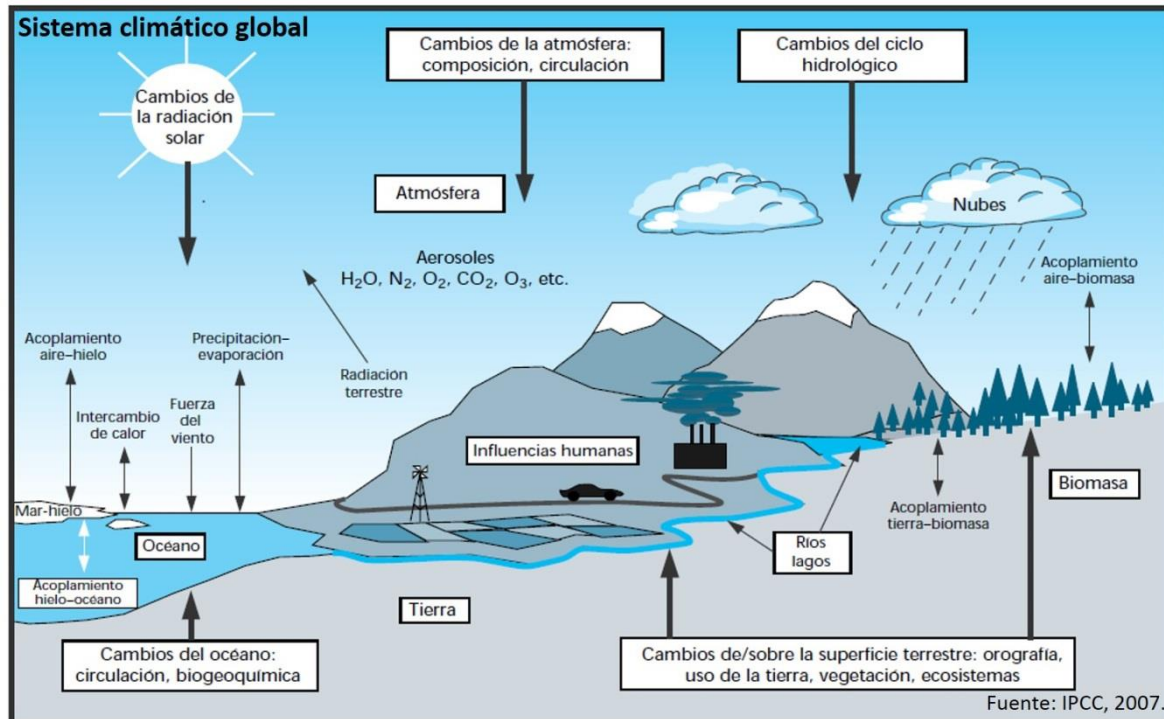 Sistema climático global
Cambios de la atmósfera:
composición, circulación
Cambios del ciclo
hidrológico
Cambios de
la radiación
solar
Atmósfera
Nubes
Aerosoles
H₂O, N₂, O₂, CO₂, O₃, etc.
Acoplamiento
aire–biomasa
Acoplamiento
aire–hielo
Precipitación–
evaporación
Radiación
terrestre
Intercambio
de calor
Fuerza
del
viento
Influencias humanas
Mar-hielo
Océano
Acoplamiento
hielo-océano
Biomasa
Acoplamiento
tierra–biomasa
Ríos
lagos
Tierra
Cambios del océano:
circulación, biogeoquímica
Cambios de/sobre la superficie terrestre: orografía,
uso de la tierra, vegetación, ecosistemas
Fuente: IPCC, 2007.